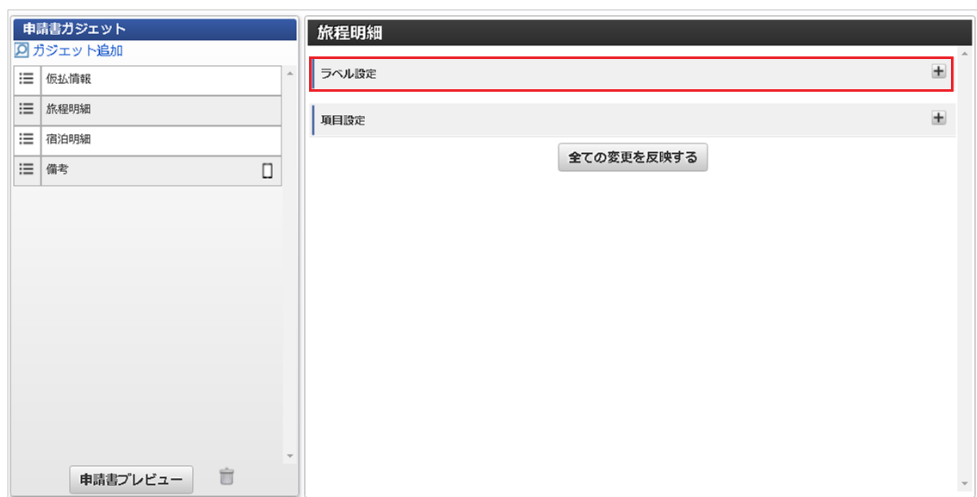 申請書ガジェット
ガジェット追加
仮払情報
旅程明細
宿泊明細
備考
申請書プレビュー
旅程明細
ラベル設定
項目設定
全ての変更を反映する